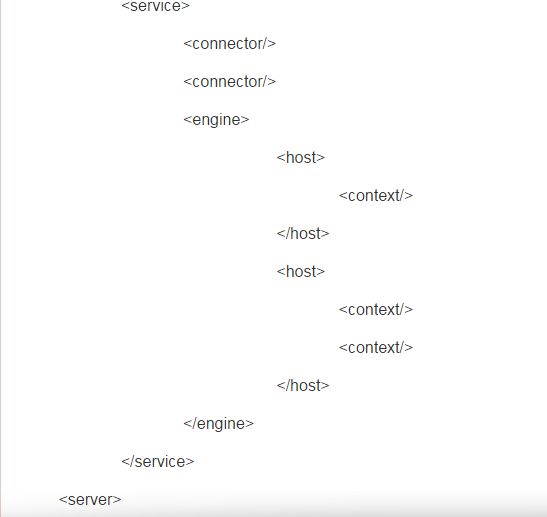 <service>
<connector/>
<connector/>
<engine>
<host>
<context/>
</host>
<host>
<context/>
<context/>
</host>
</engine>
</service>
<server>